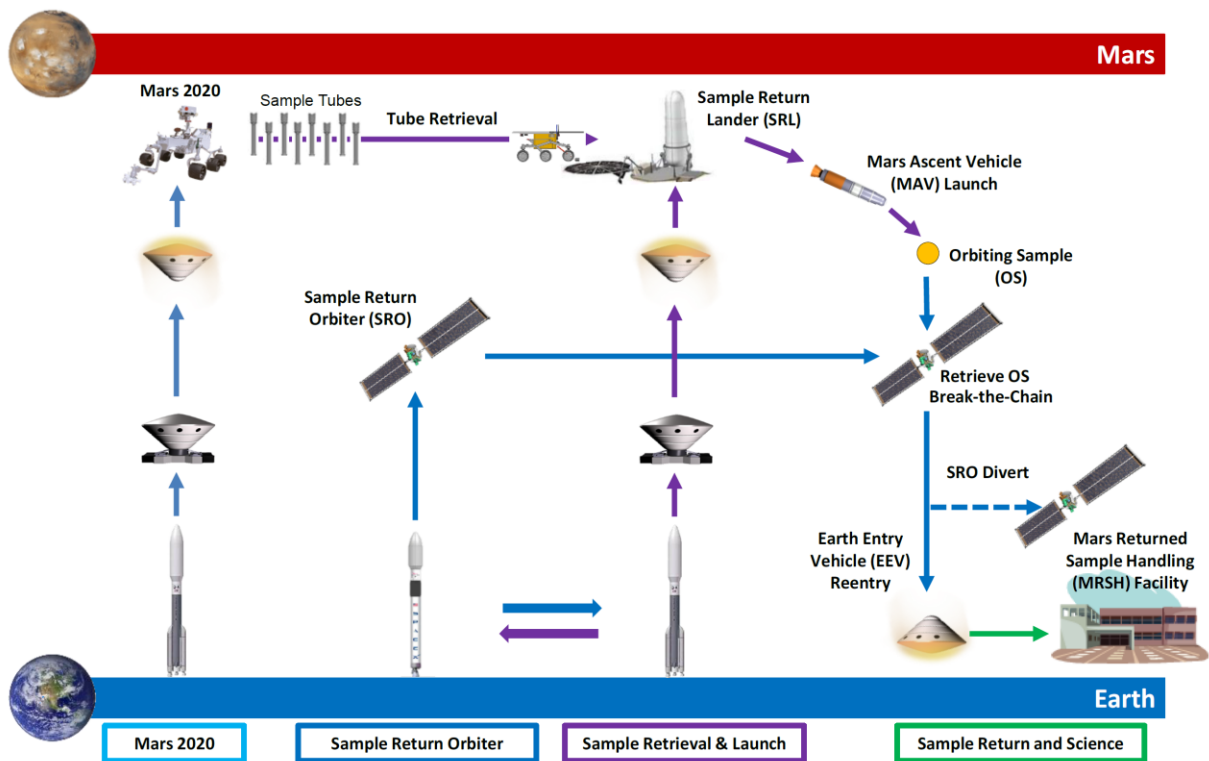 Mars
Mars 2020
Sample Tubes
Tube Retrieval
Sample Return
Lander (SRL)
Mars Ascent Vehicle
(MAV) Launch
Orbiting Sample
(OS)
Sample Return
Orbiter (SRO)
Retrieve OS
Break-the-Chain
SRO Divert
Earth Entry
Vehicle (EEV)
Reentry
Mars Returned
Sample Handling
(MRSH) Facility
Earth
Mars 2020
Sample Return Orbiter
Sample Retrieval & Launch
Sample Return and Science